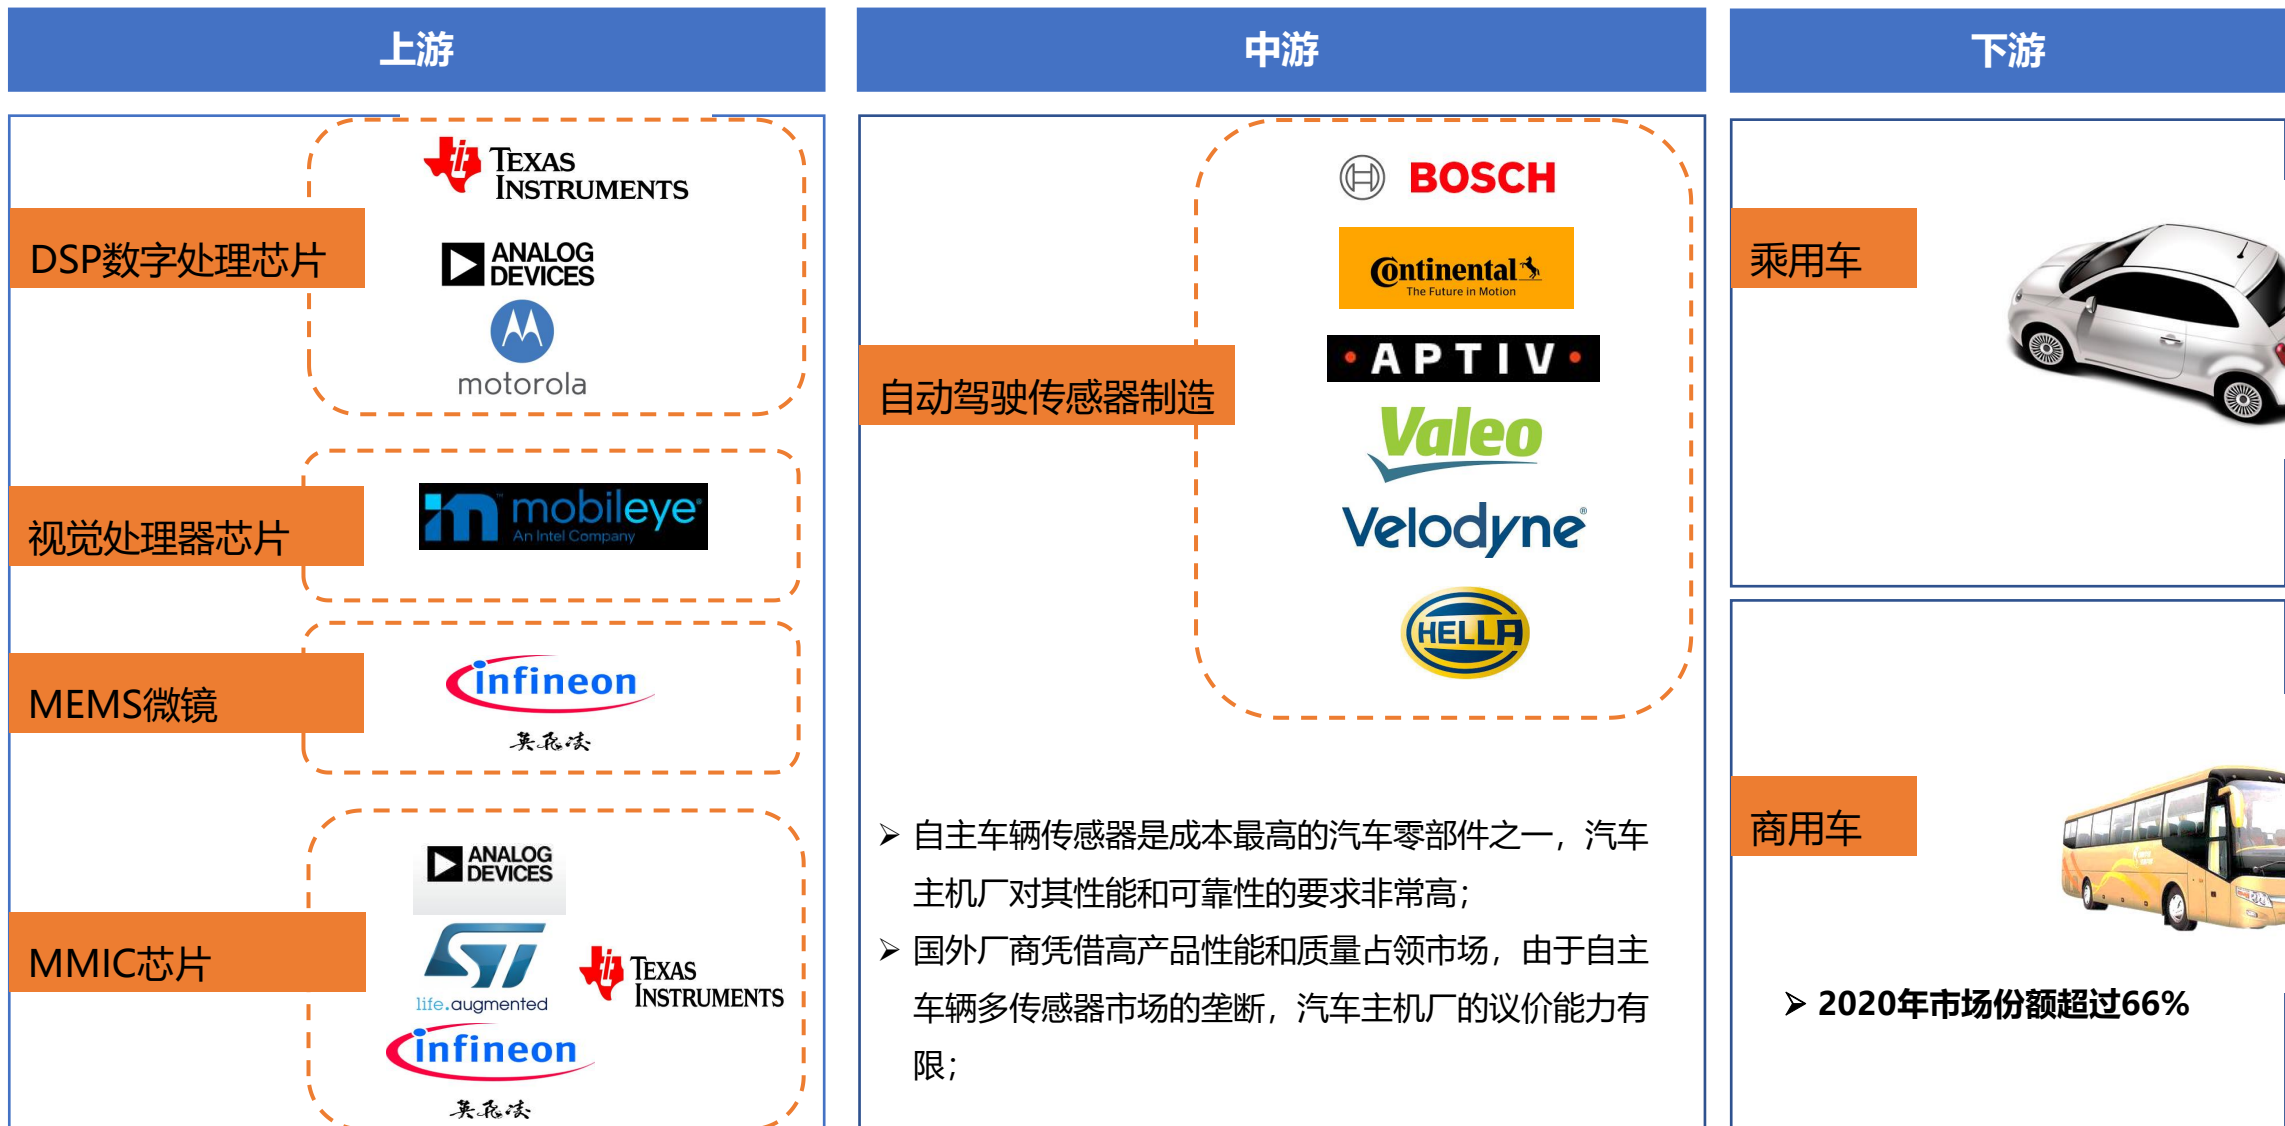 上游
中游
下游
DSP数字处理芯片
TEXAS
INSTRUMENTS
ANALOG
DEVICES
motorola
视觉处理器芯片
mobileye
An Intel Company
MEMS微镜
infineon
英飞凌
MMIC芯片
ANALOG
DEVICES
ST
life.augmented
TEXAS
INSTRUMENTS
infineon
英飞凌
自动驾驶传感器制造
BOSCH
Continental
The Future in Motion
·APTIV·
Valeo
Velodyne®
HELLA
➢ 自主车辆传感器是成本最高的汽车零部件之一，汽车
主机厂对其性能和可靠性的要求非常高；
➢ 国外厂商凭借高产品性能和质量占领市场，由于自主
车辆多传感器市场的垄断，汽车主机厂的议价能力有
限；
乘用车
商用车
➢ 2020年市场份额超过66%